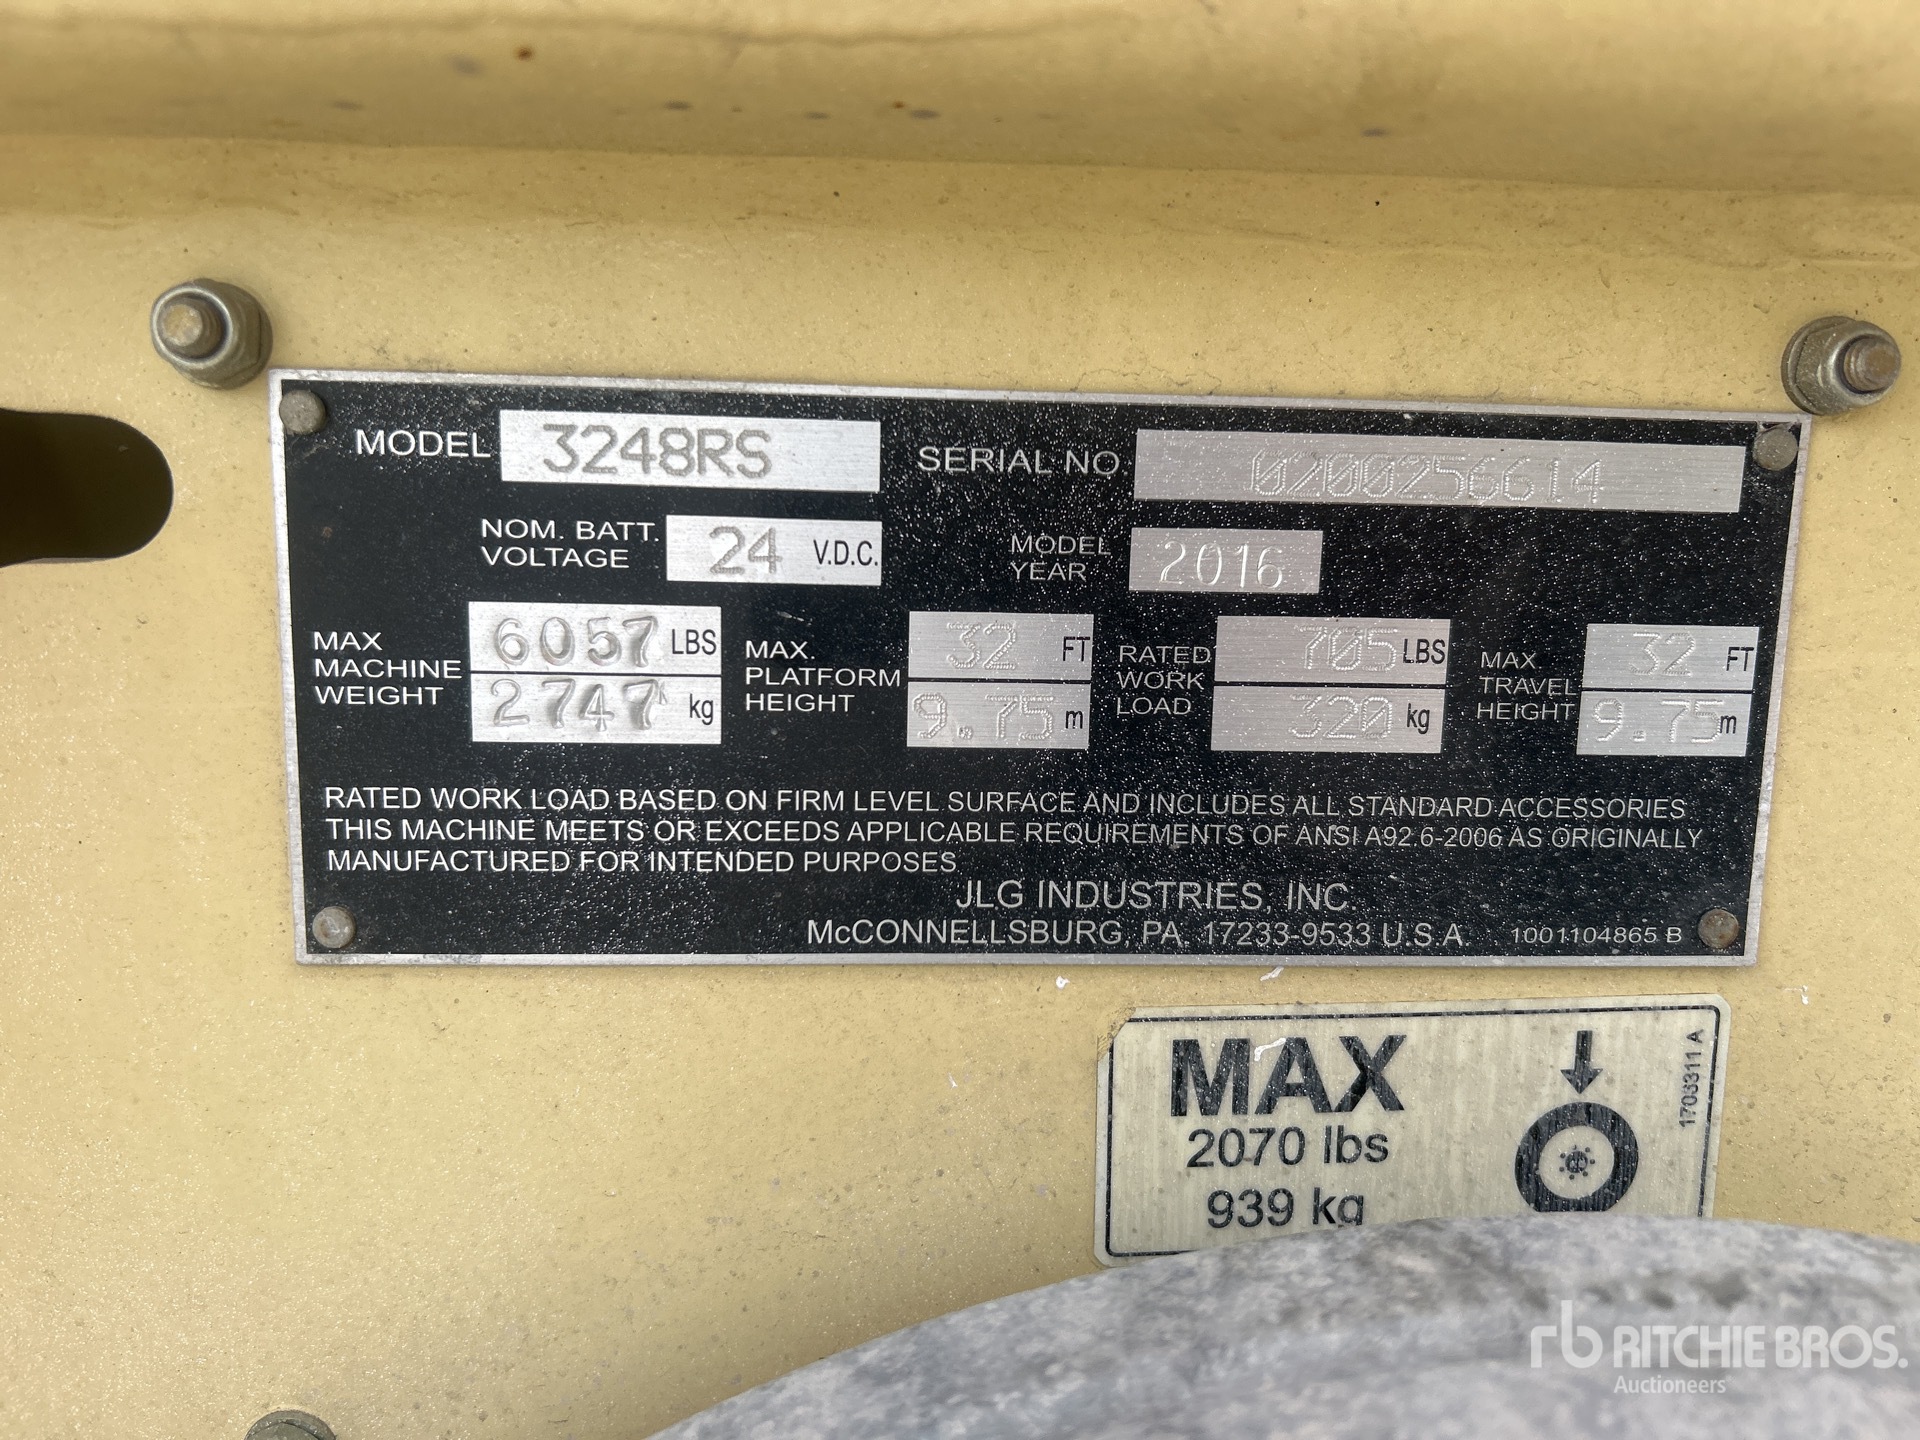 MODEL 3248RS SERIAL NO 0200256614
NOM. BATT. VOLTAGE 24 V.D.C. MODEL YEAR 2016
MAX MACHINE WEIGHT 6057 LBS 2747 kg
MAX. PLATFORM HEIGHT 32 FT 9.75 m
RATED WORK LOAD 705 LBS 320 kg
MAX. TRAVEL HEIGHT 32 FT 9.75 m
RATED WORK LOAD BASED ON FIRM LEVEL SURFACE AND INCLUDES ALL STANDARD ACCESSORIES
THIS MACHINE MEETS OR EXCEEDS APPLICABLE REQUIREMENTS OF ANSI A92.6-2006 AS ORIGINALLY
MANUFACTURED FOR INTENDED PURPOSES
JLG INDUSTRIES, INC.
McCONNELLSBURG, PA. 17233-9533 U.S.A. 1001104865 B
MAX
2070 lbs
939 kg
1703311 A
rb RITCHIE BROS.
Auctioneers